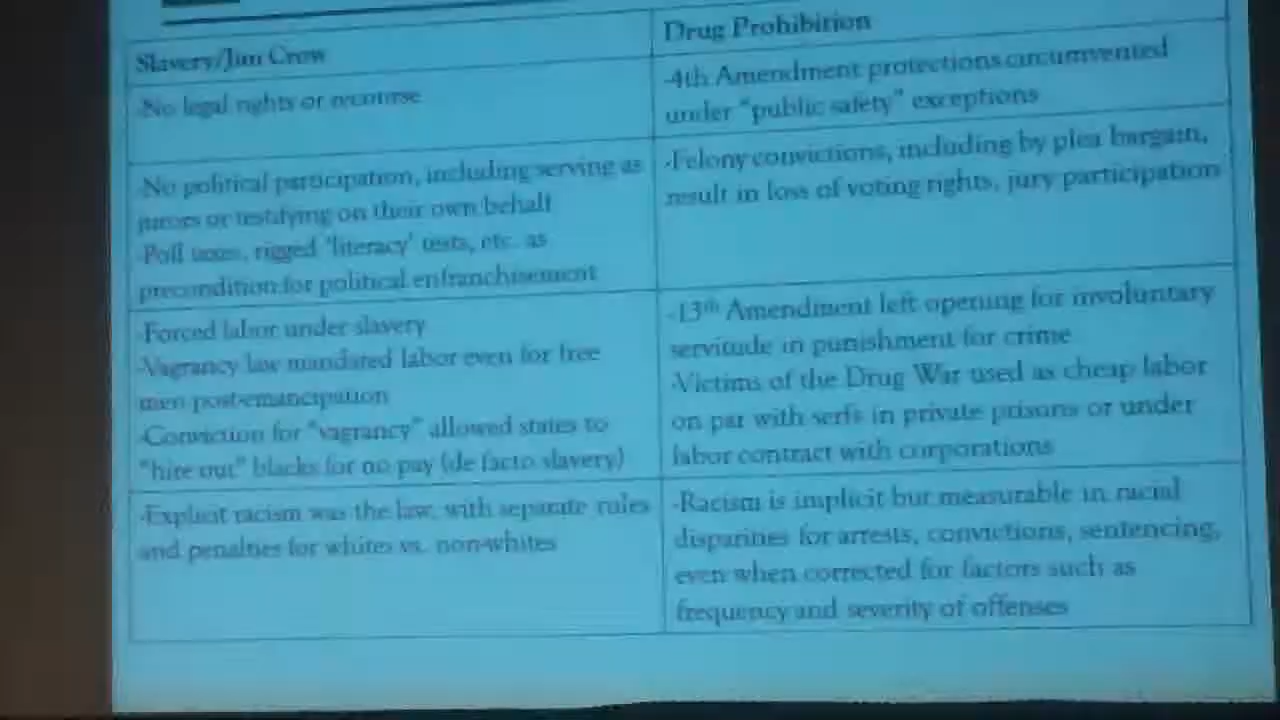 Slavery/Jim Crow
-No legal rights or recourse
-No political participation, including serving as
jurors or testifying on their own behalf
-Poll taxes, rigged 'literacy' tests, etc. as
precondition for political enfranchisement
-Forced labor under slavery
-Vagrancy law mandated labor even for free
men post-emancipation
-Conviction for "vagrancy" allowed states to
"hire out" blacks for no pay (de facto slavery)
-Explicit racism was the law, with separate rules
and penalties for whites vs. non-whites
Drug Prohibition
-4th Amendment protections circumvented
under "public safety" exceptions
-Felony convictions, including by plea bargain,
result in loss of voting rights, jury participation
-13th Amendment left opening for involuntary
servitude in punishment for crime
-Victims of the Drug War used as cheap labor
on par with serfs in private prisons or under
labor contract with corporations
-Racism is implicit but measurable in racial
disparities for arrests, convictions, sentencing,
even when corrected for factors such as
frequency and severity of offenses